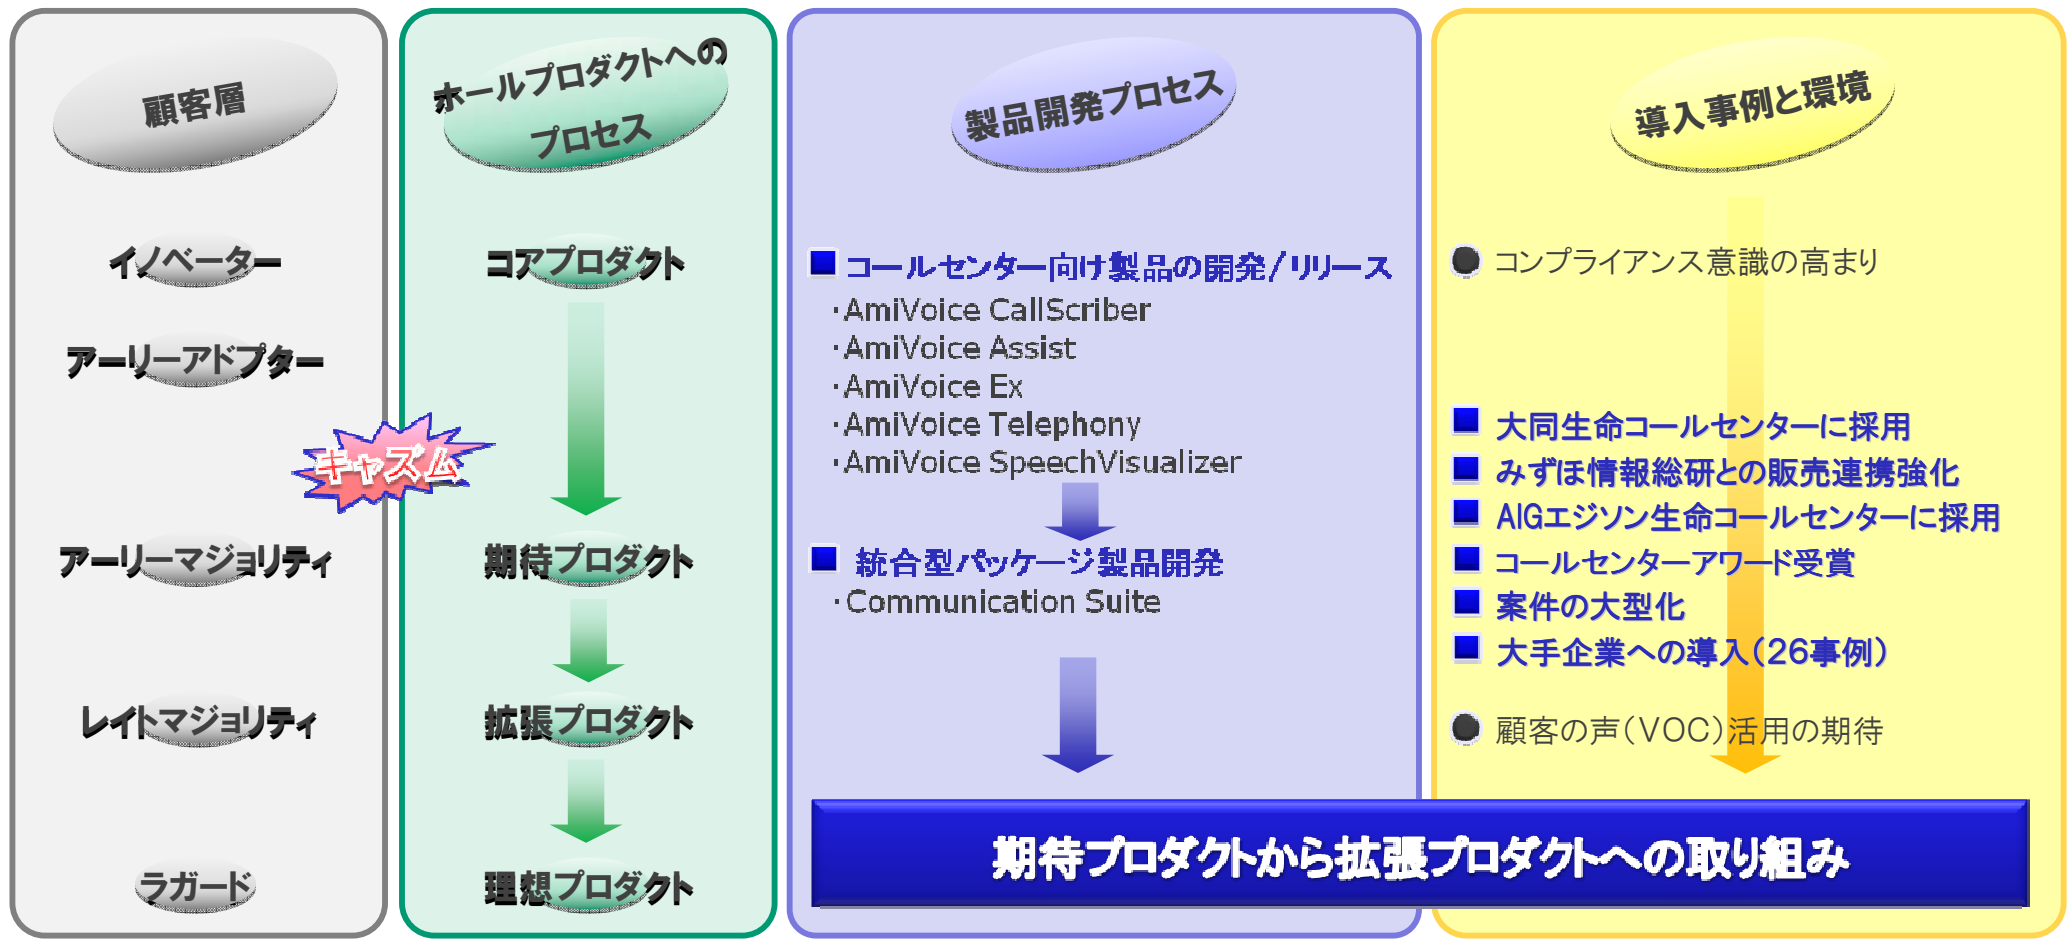 顧客層
イノベーター
アーリーアドプター
キャズム
アーリーマジョリティ
レイトマジョリティ
ラガード
ホールプロダクトへの
プロセス
コアプロダクト
期待プロダクト
拡張プロダクト
理想プロダクト
製品開発プロセス
コールセンター向け製品の開発/リリース
・AmiVoice CallScriber
・AmiVoice Assist
・AmiVoice Ex
・AmiVoice Telephony
・AmiVoice SpeechVisualizer
統合型パッケージ製品開発
・Communication Suite
導入事例と環境
コンプライアンス意識の高まり
大同生命コールセンターに採用
みずほ情報総研との販売連携強化
AIGエジソン生命コールセンターに採用
コールセンターアワード受賞
案件の大型化
大手企業への導入(26事例)
顧客の声(VOC)活用の期待
期待プロダクトから拡張プロダクトへの取り組み